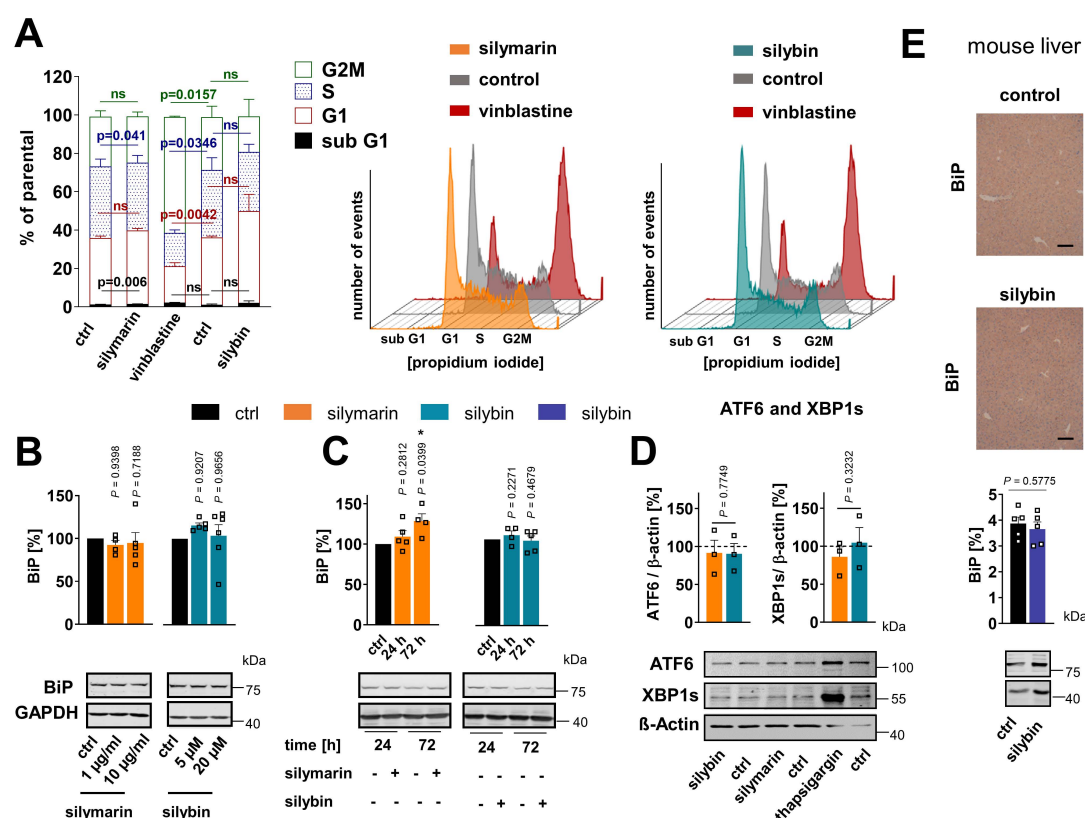 A
% of parental
120
100
80
60
40
20
0
ns
p=0.0157
ns
p=0.041
p=0.0346
ns
ns
p=0.0042
ns
p=0.006
ns
ns
ctrl
silymarin
vinblastine
ctrl
silybin
G2M
S
G1
sub G1
silymarin
control
vinblastine
number of events
sub G1 G1 S G2M
[propidium iodide]
silybin
control
vinblastine
number of events
sub G1 G1 S G2M
[propidium iodide]
E
mouse liver
control
BiP
silybin
BiP
P = 0.5775
BiP [%]
5
4
3
2
1
0
kDa
75
40
ctrl
silybin
ctrl silymarin silybin silybin
B
BiP [%]
150
100
50
0
P = 0.9398
P = 0.7188
P = 0.9207
P = 0.9656
kDa
BiP
75
GAPDH
40
ctrl
1 µg/ml
10 µg/ml
silymarin
ctrl
5 µM
20 µM
silybin
C
BiP [%]
150
100
50
0
P = 0.2812
P = 0.0399
*
P = 0.2271
P = 0.4679
ctrl
24 h
72 h
ctrl
24 h
72 h
kDa
75
40
time [h] 24 72 24 72
silymarin - + - + - - - -
silybin - - - - - + - +
D
ATF6 and XBP1s
ATF6 / β-actin [%]
150
100
50
0
P = 0.7749
XBP1s/ β-actin [%]
150
100
50
0
P = 0.3232
kDa
ATF6
100
XBP1s
55
ß-Actin
40
silybin
ctrl
silymarin
ctrl
thapsigargin
ctrl